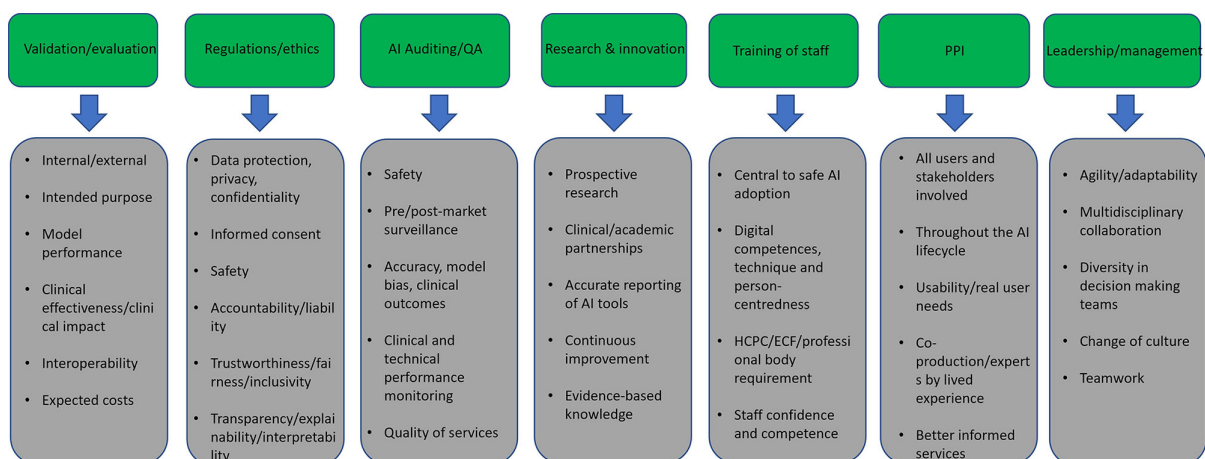 Validation/evaluation
Regulations/ethics
AI Auditing/QA
Research & innovation
Training of staff
PPI
Leadership/management
• Internal/external
• Intended purpose
• Model
performance
• Clinical
effectiveness/clini
cal impact
• Interoperability
• Expected costs
• Data protection,
privacy,
confidentiality
• Informed consent
• Safety
• Accountability/liabil
ity
• Trustworthiness/fai
rness/inclusivity
• Transparency/explai
nability/interpretabi
lity
• Safety
• Pre/post-market
surveillance
• Accuracy, model
bias, clinical
outcomes
• Clinical and
technical
performance
monitoring
• Quality of services
• Prospective
research
• Clinical/academic
partnerships
• Accurate reporting
of AI tools
• Continuous
improvement
• Evidence-based
knowledge
• Central to safe AI
adoption
• Digital
competences,
technique and
person-
centredness
• HCPC/ECF/professi
onal body
requirement
• Staff confidence
and competence
• All users and
stakeholders
involved
• Throughout the AI
lifecycle
• Usability/real user
needs
• Co-
production/expert
s by lived
experience
• Better informed
services
• Agility/adaptability
• Multidisciplinary
collaboration
• Diversity in
decision making
teams
• Change of culture
• Teamwork